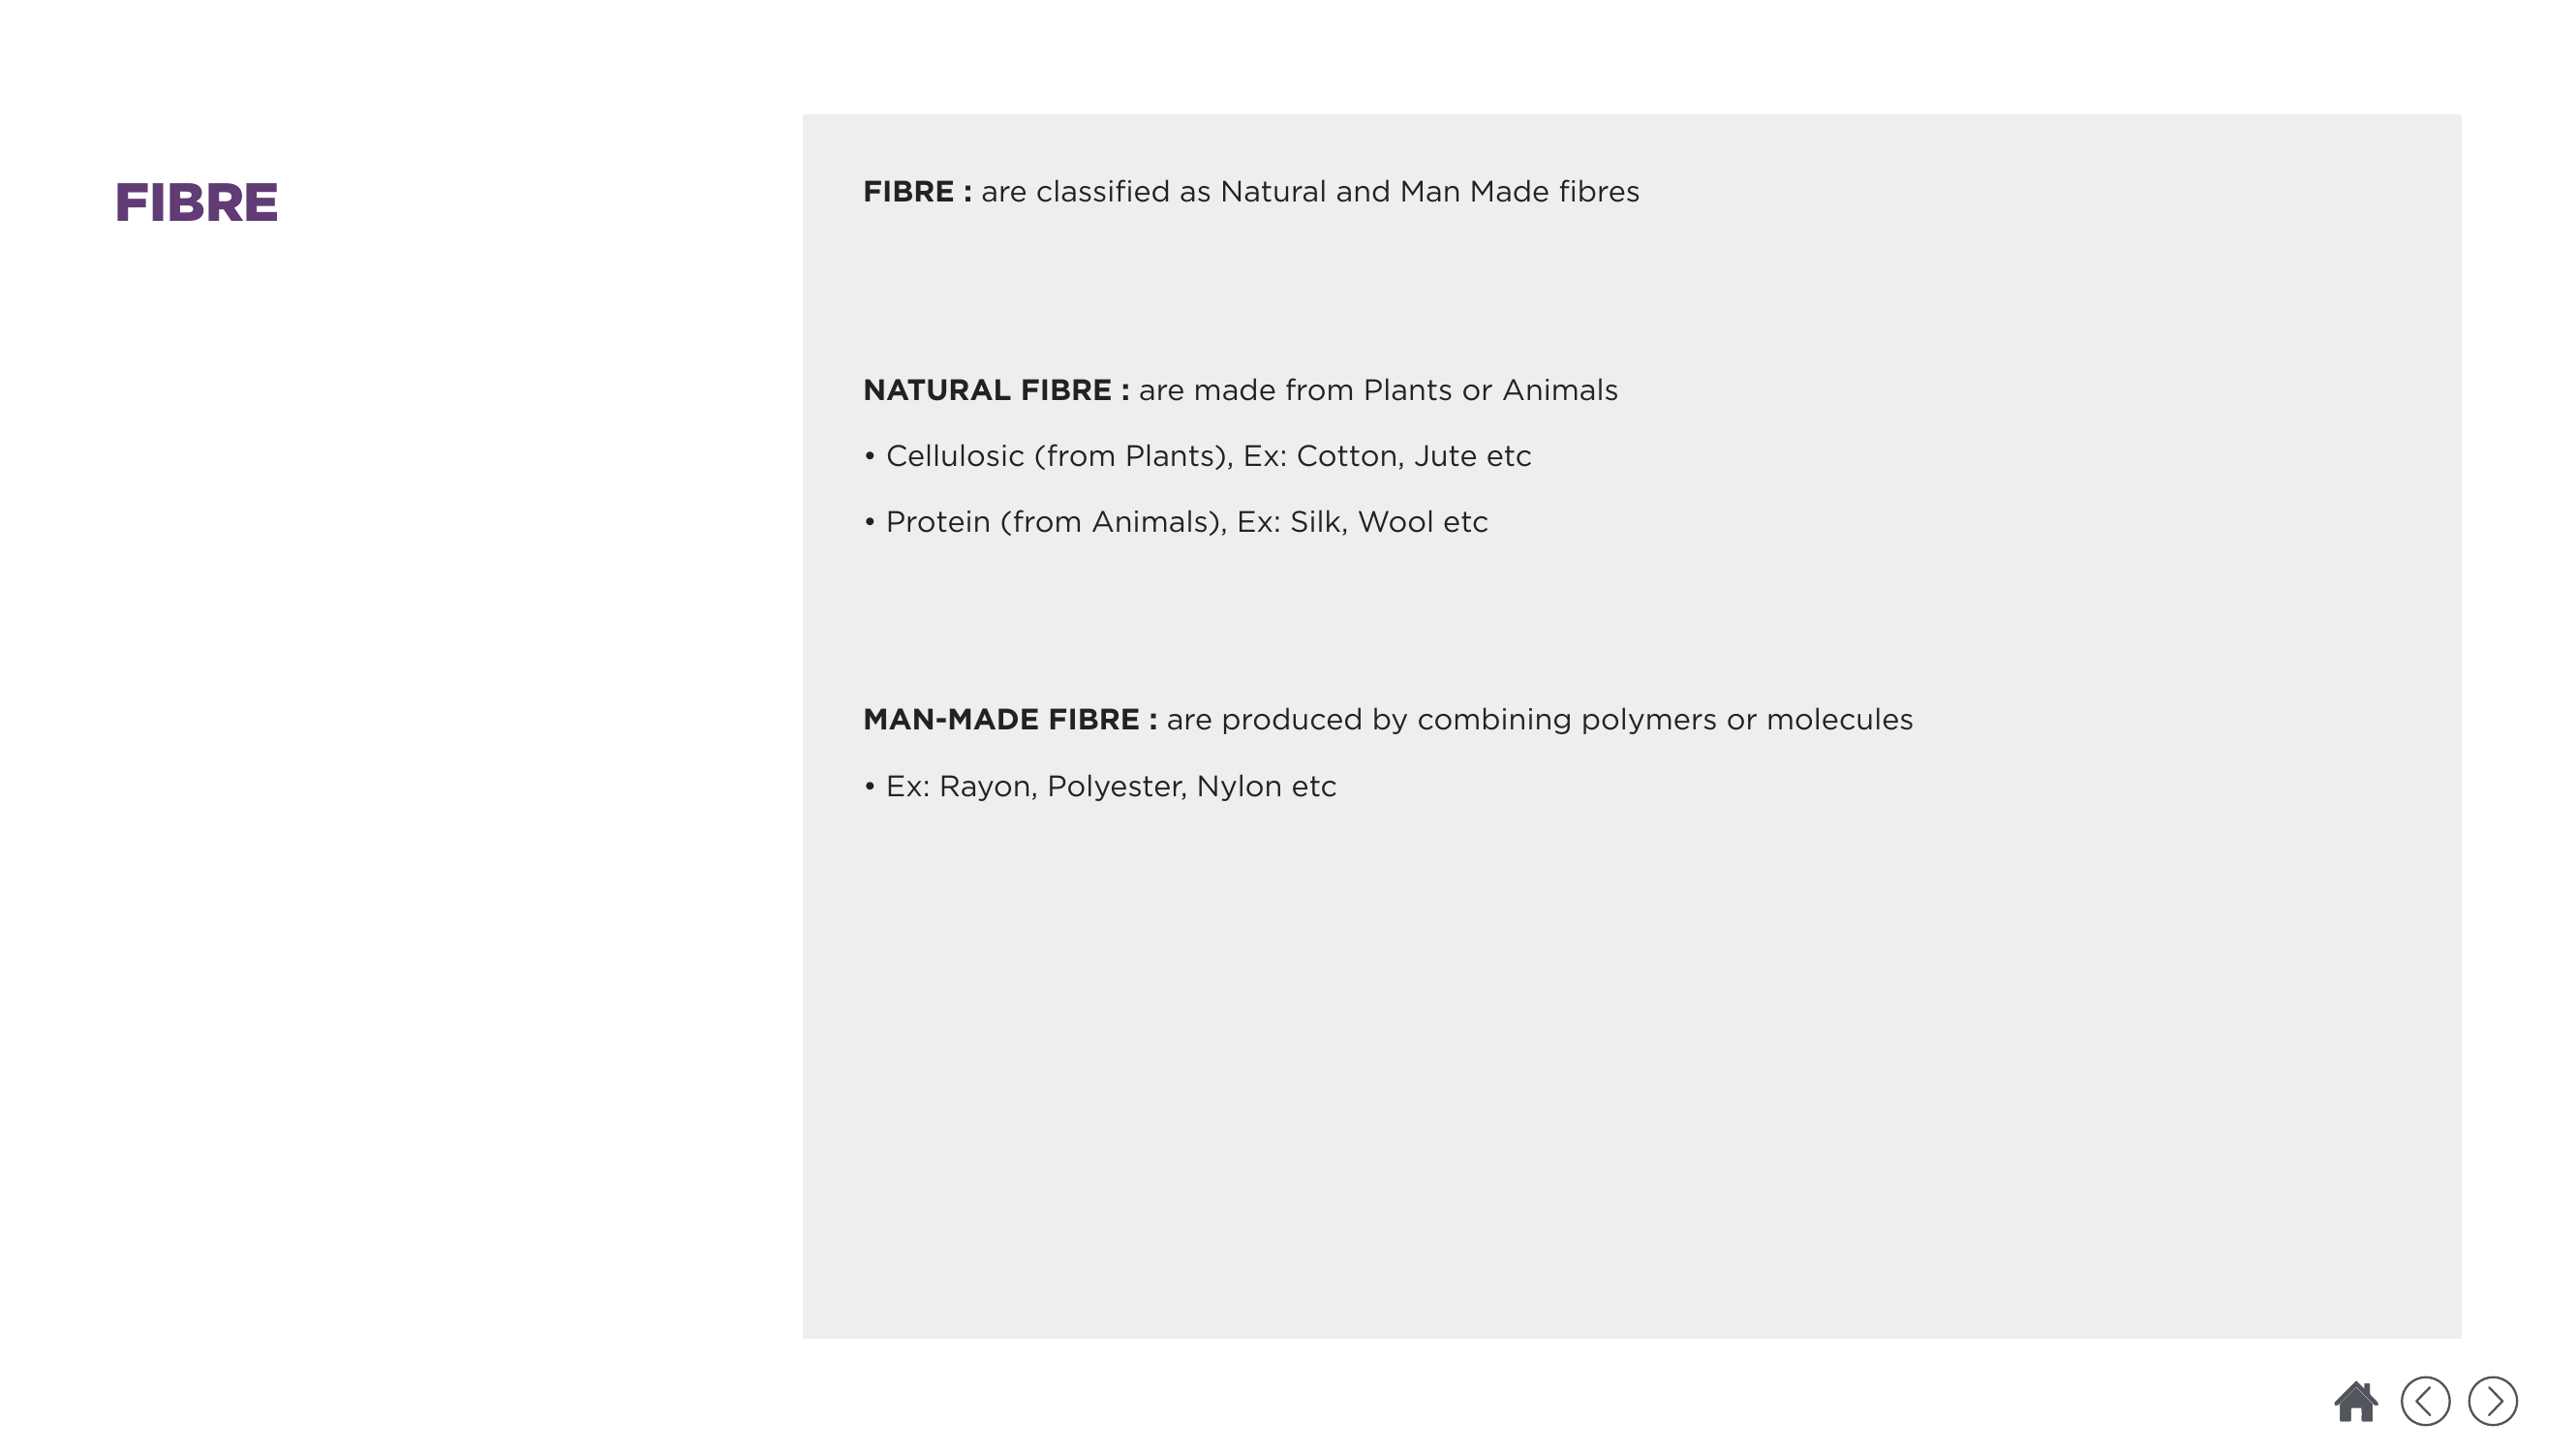 FIBRE
FIBRE : are classified as Natural and Man Made fibres
NATURAL FIBRE : are made from Plants or Animals
• Cellulosic (from Plants), Ex: Cotton, Jute etc
• Protein (from Animals), Ex: Silk, Wool etc
MAN-MADE FIBRE : are produced by combining polymers or molecules
• Ex: Rayon, Polyester, Nylon etc